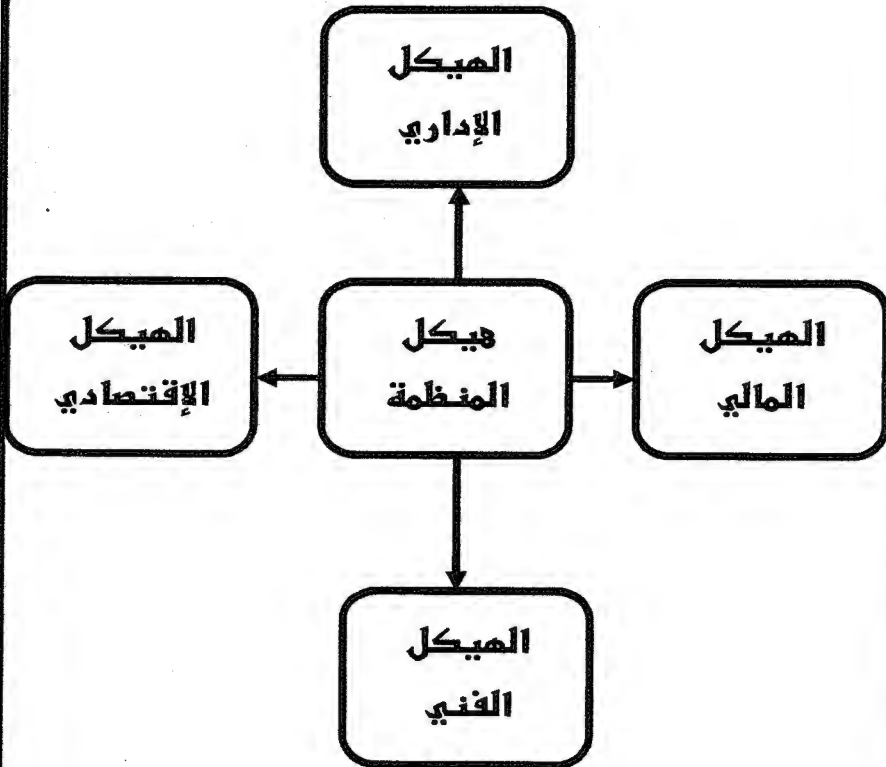 الهيكل
الإداري
الهيكل
المالي
هيكل
المنظمة
الهيكل
الإقتصادي
الهيكل
الفني